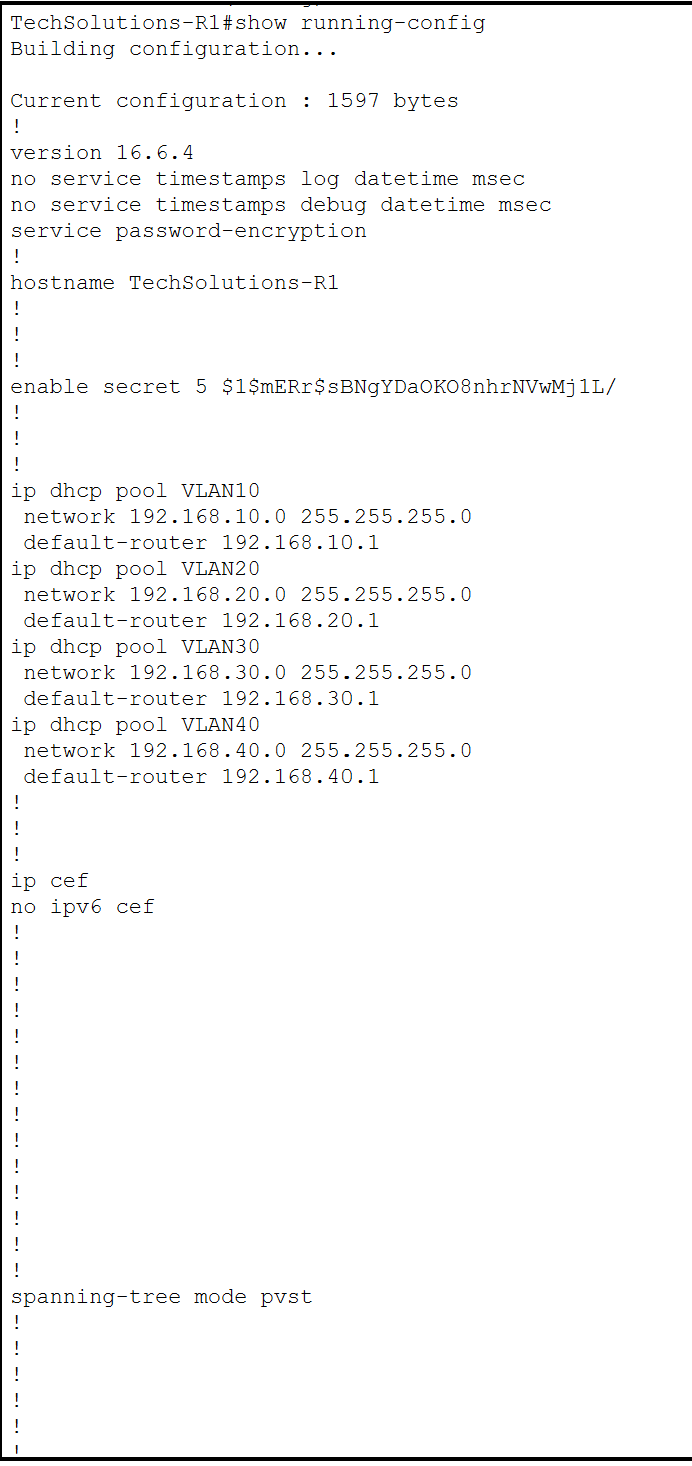 TechSolutions-R1#show running-config
Building configuration...
Current configuration : 1597 bytes
!
version 16.6.4
no service timestamps log datetime msec
no service timestamps debug datetime msec
service password-encryption
!
hostname TechSolutions-R1
!
!
!
enable secret 5 $1$mERr$sBNgYDaOKO8nhrNVwMj1L/
!
!
!
ip dhcp pool VLAN10
 network 192.168.10.0 255.255.255.0
 default-router 192.168.10.1
ip dhcp pool VLAN20
 network 192.168.20.0 255.255.255.0
 default-router 192.168.20.1
ip dhcp pool VLAN30
 network 192.168.30.0 255.255.255.0
 default-router 192.168.30.1
ip dhcp pool VLAN40
 network 192.168.40.0 255.255.255.0
 default-router 192.168.40.1
!
!
!
ip cef
no ipv6 cef
!
!
!
!
!
!
!
!
!
!
!
!
!
!
spanning-tree mode pvst
!
!
!
!
!
!